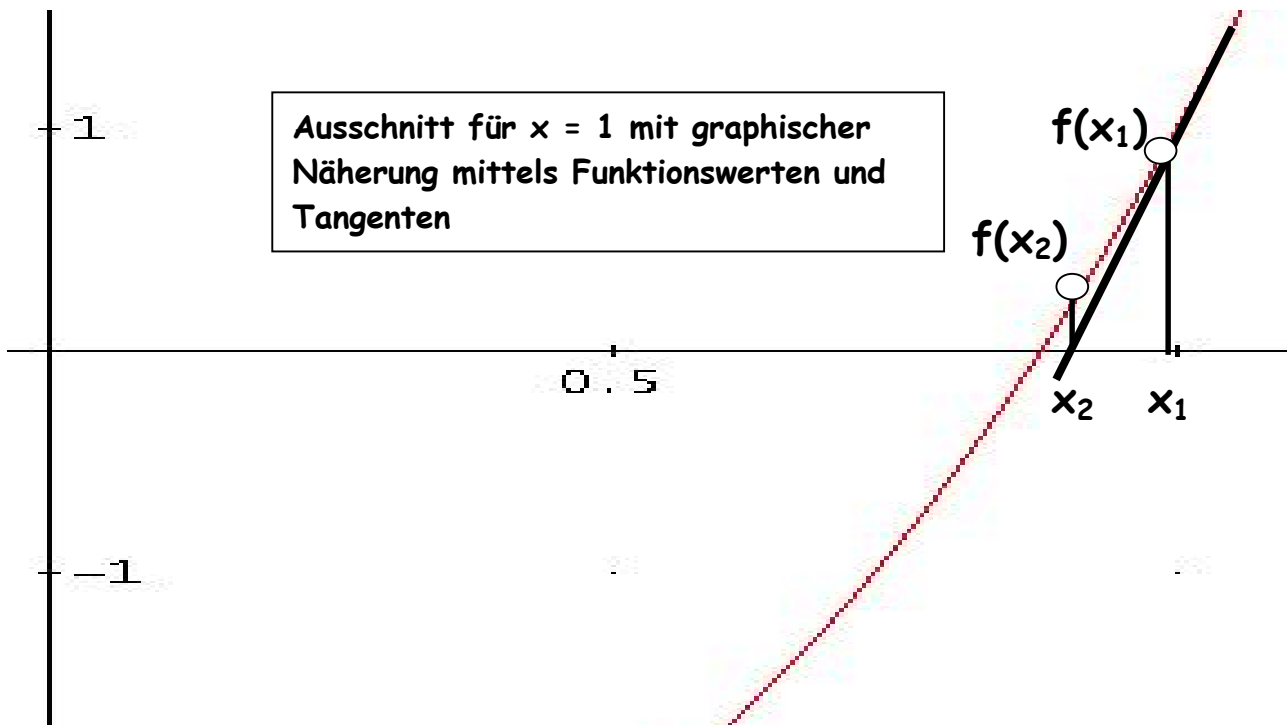 1
Ausschnitt für x = 1 mit graphischer
Näherung mittels Funktionswerten und
Tangenten
f(x₁)
f(x₂)
0.5
x₂
x₁
-1